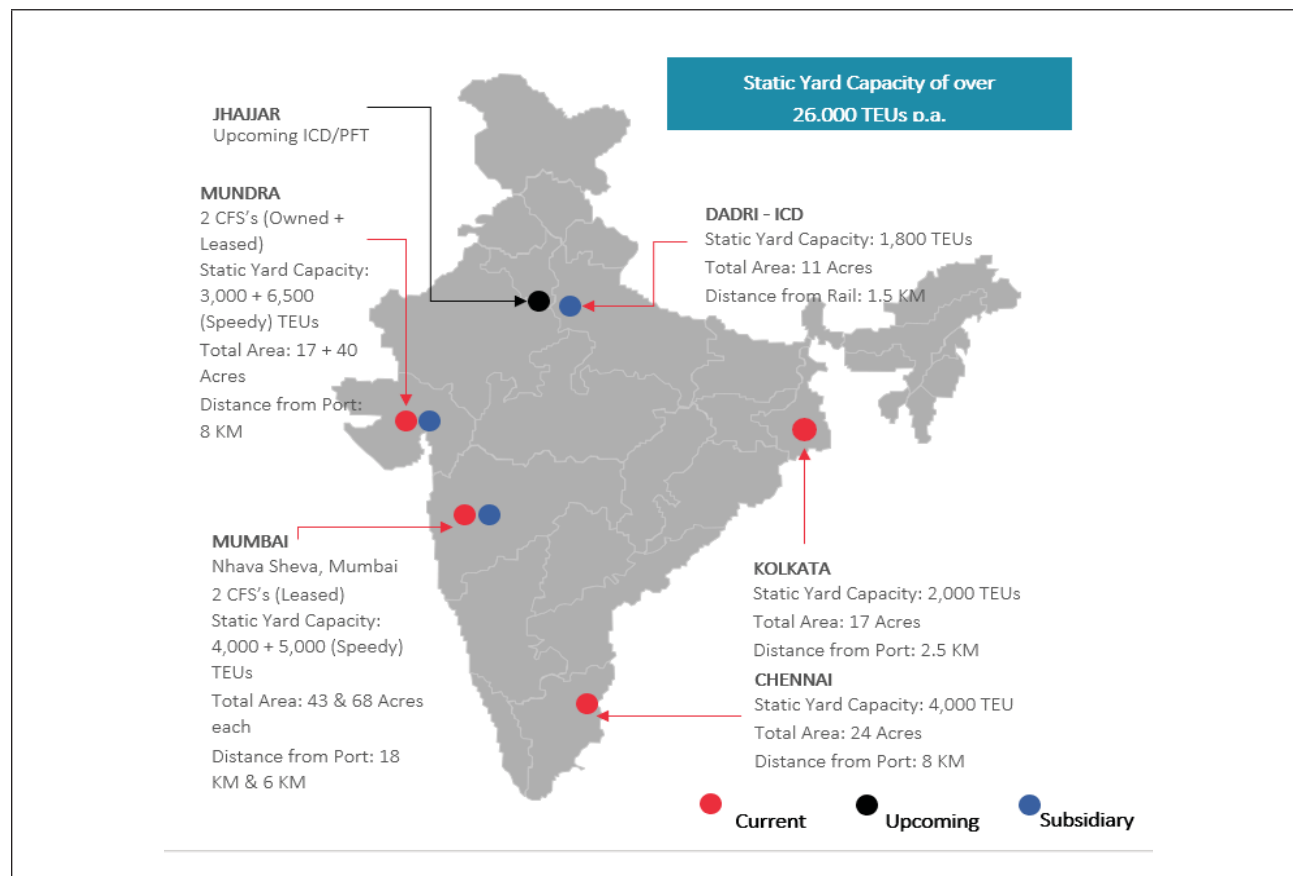 Static Yard Capacity of over
26.000 TEUs p.a.
JHAJJAR
Upcoming ICD/PFT
MUNDRA
2 CFS's (Owned +
Leased)
Static Yard Capacity:
3,000 + 6,500
(Speedy) TEUs
Total Area: 17 + 40
Acres
Distance from Port:
8 KM
DADRI - ICD
Static Yard Capacity: 1,800 TEUs
Total Area: 11 Acres
Distance from Rail: 1.5 KM
MUMBAI
Nhava Sheva, Mumbai
2 CFS's (Leased)
Static Yard Capacity:
4,000 + 5,000 (Speedy)
TEUs
Total Area: 43 & 68 Acres
each
Distance from Port: 18
KM & 6 KM
KOLKATA
Static Yard Capacity: 2,000 TEUs
Total Area: 17 Acres
Distance from Port: 2.5 KM
CHENNAI
Static Yard Capacity: 4,000 TEU
Total Area: 24 Acres
Distance from Port: 8 KM
Current
Upcoming
Subsidiary